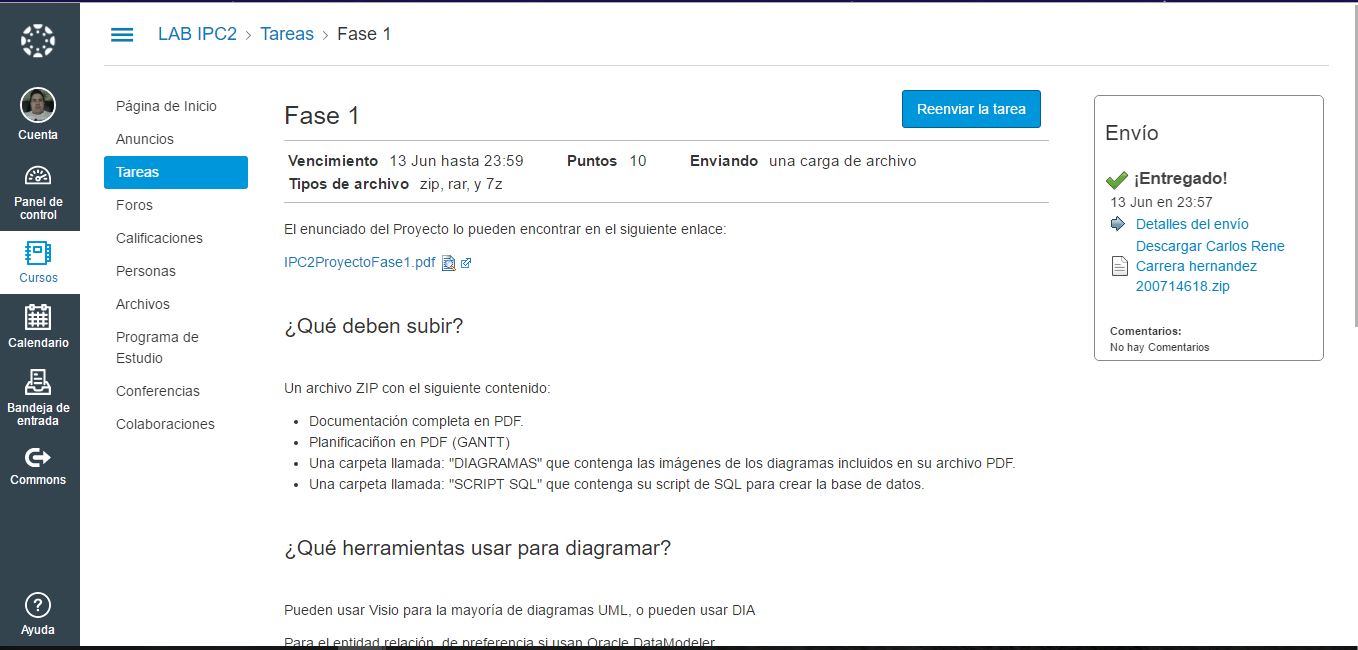 LAB IPC2 > Tareas > Fase 1
Cuenta
Panel de
control
Cursos
Calendario
Bandeja de
entrada
Commons
Ayuda
Página de Inicio
Anuncios
Tareas
Foros
Calificaciones
Personas
Archivos
Programa de
Estudio
Conferencias
Colaboraciones
Fase 1
Reenviar la tarea
Vencimiento 13 Jun hasta 23:59 Puntos 10 Enviando una carga de archivo
Tipos de archivo zip, rar, y 7z
El enunciado del Proyecto lo pueden encontrar en el siguiente enlace:
IPC2ProyectoFase1.pdf
¿Qué deben subir?
Un archivo ZIP con el siguiente contenido:
• Documentación completa en PDF.
• Planificaciñon en PDF (GANTT)
• Una carpeta llamada: "DIAGRAMAS" que contenga las imágenes de los diagramas incluidos en su archivo PDF.
• Una carpeta llamada: "SCRIPT SQL" que contenga su script de SQL para crear la base de datos.
¿Qué herramientas usar para diagramar?
Pueden usar Visio para la mayoría de diagramas UML, o pueden usar DIA
Para el entidad relación, de preferencia si usan Oracle DataModeler
Envío
¡Entregado!
13 Jun en 23:57
Detalles del envío
Descargar Carlos Rene
Carrera hernandez
200714618.zip
Comentarios:
No hay Comentarios